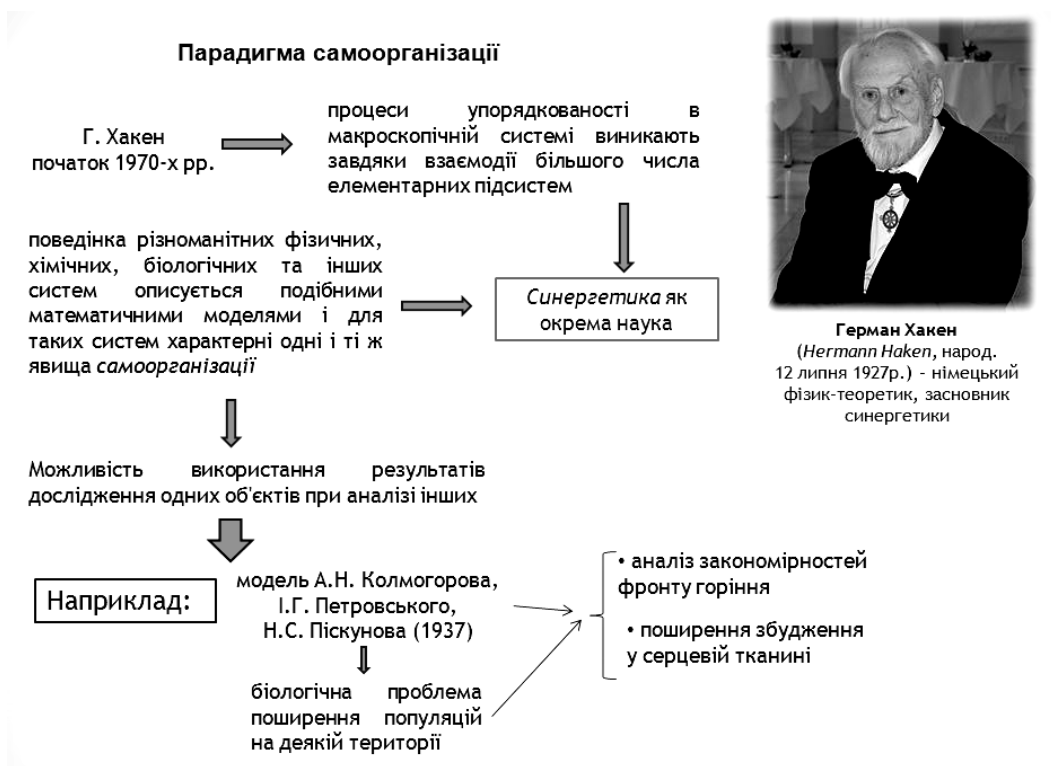 Парадигма самоорганізації
Г. Хакен
початок 1970-х рр.
процеси упорядкованості в
макроскопічній системі виникають
завдяки взаємодії більшого числа
елементарних підсистем
поведінка різноманітних фізичних,
хімічних, біологічних та інших
систем описується подібними
математичними моделями і для
таких систем характерні одні і ті ж
явища самоорганізації
Синергетика як
окрема наука
Герман Хакен
(Hermann Haken, народ.
12 липня 1927р.) - німецький
фізик-теоретик, засновник
синергетики
Можливість використання результатів
дослідження одних об'єктів при аналізі інших
Наприклад:
модель А.Н. Колмогорова,
І.Г. Петровського,
Н.С. Піскунова (1937)
біологічна проблема
поширення популяцій
на деякій території
• аналіз закономірностей
фронту горіння
• поширення збудження
у серцевій тканині